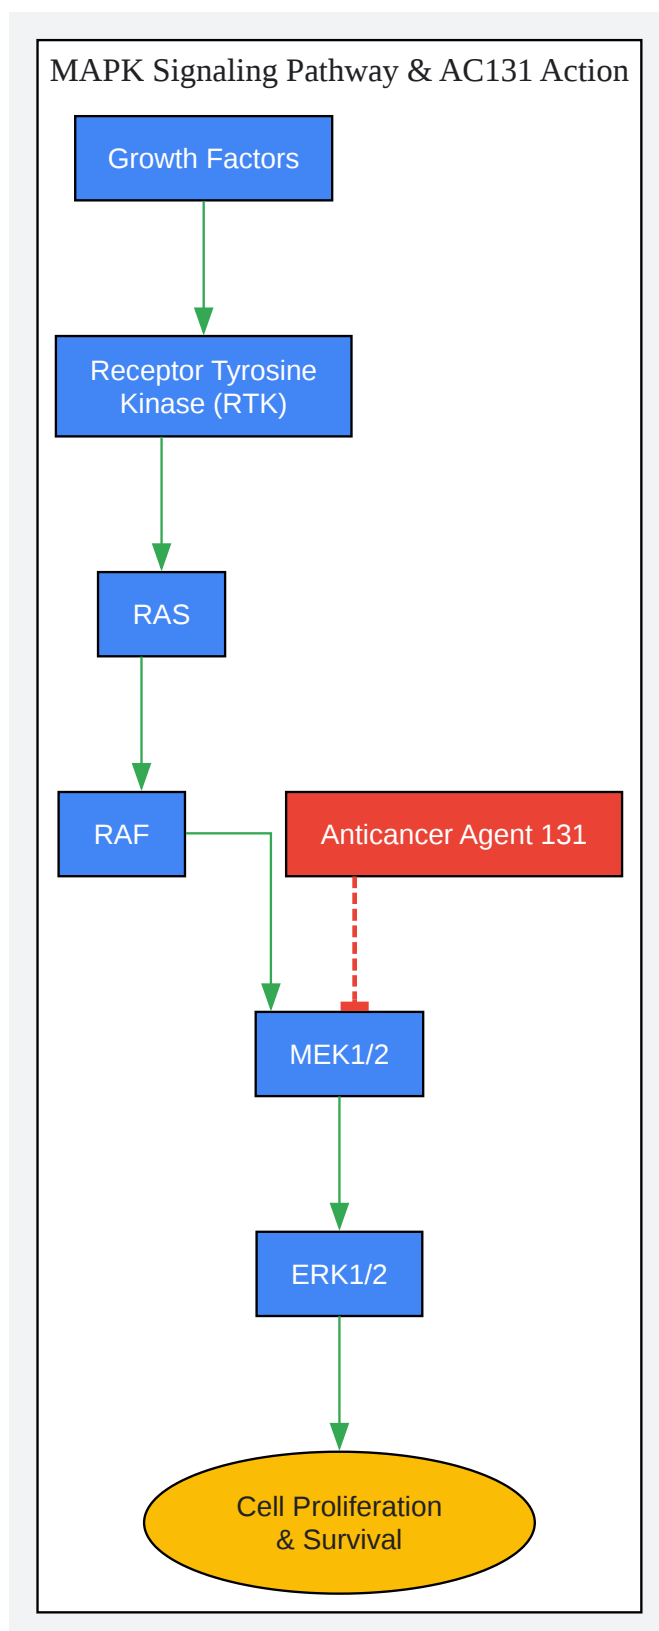 MAPK Signaling Pathway & AC131 Action
Growth Factors
Receptor Tyrosine
Kinase (RTK)
RAS
RAF
Anticancer Agent 131
MEK1/2
ERK1/2
Cell Proliferation
& Survival